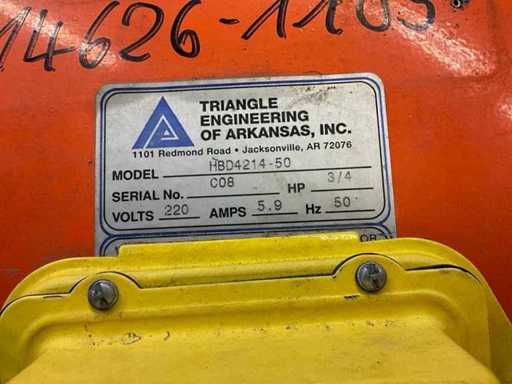 14626-1103
TRIANGLE
ENGINEERING
OF ARKANSAS, INC.
1101 Redmond Road • Jacksonville, AR 72076
MODEL HBD4214-50
SERIAL No. C08 HP 3/4
VOLTS 220 AMPS 5.9 Hz 50